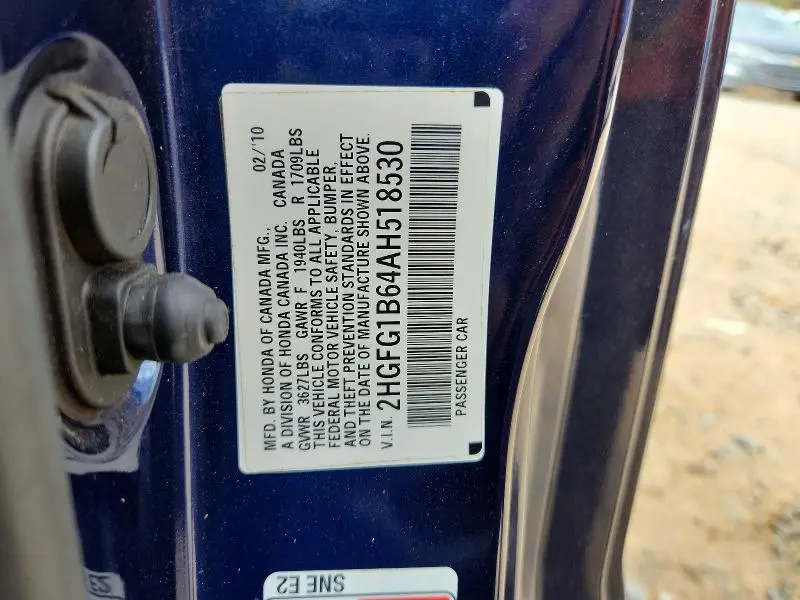 MFD. BY HONDA OF CANADA MFG., 02/'10
A DIVISION OF HONDA CANADA INC. CANADA
GVWR 3627LBS GAWR F 1940LBS R 1709LBS
THIS VEHICLE CONFORMS TO ALL APPLICABLE
FEDERAL MOTOR VEHICLE SAFETY, BUMPER,
AND THEFT PREVENTION STANDARDS IN EFFECT
ON THE DATE OF MANUFACTURE SHOWN ABOVE.
V.I.N. 2HGFG1B64AH518530
PASSENGER CAR
SNE E2